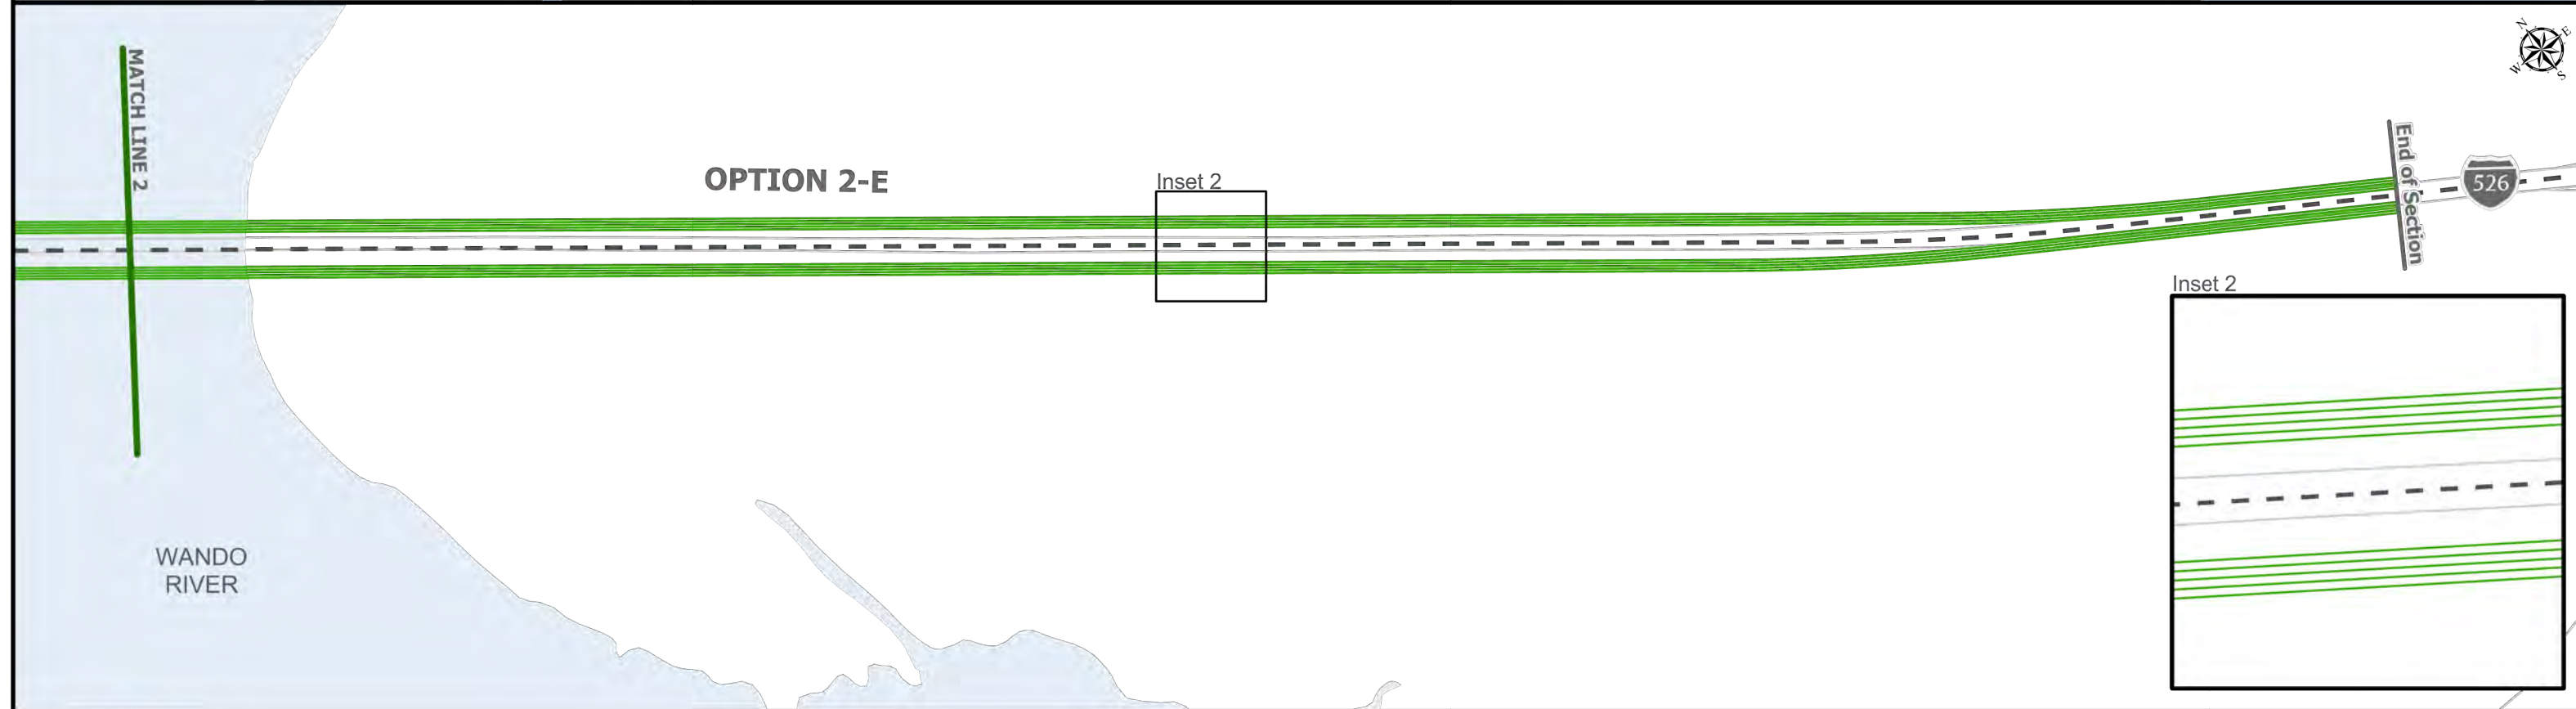 MATCH LINE 2
OPTION 2-E
Inset 2
N
E
W
S
End of Section
526
Inset 2
WANDO
RIVER